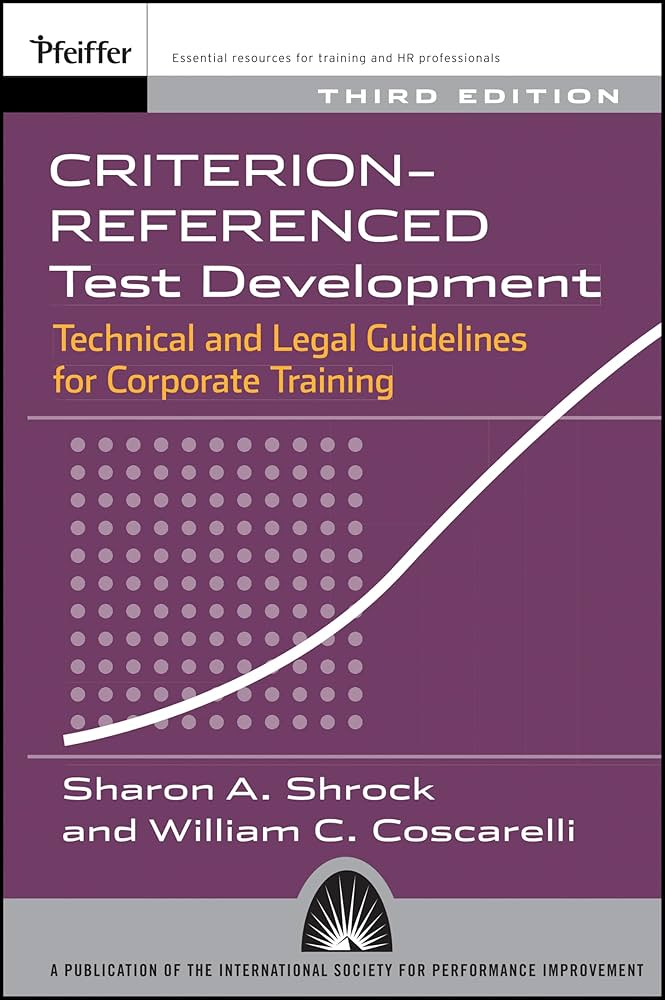 Pfeiffer
Essential resources for training and HR professionals
THIRD EDITION
CRITERION–
REFERENCED
Test Development
Technical and Legal Guidelines
for Corporate Training
Sharon A. Shrock
and William C. Coscarelli
A PUBLICATION OF THE INTERNATIONAL SOCIETY FOR PERFORMANCE IMPROVEMENT